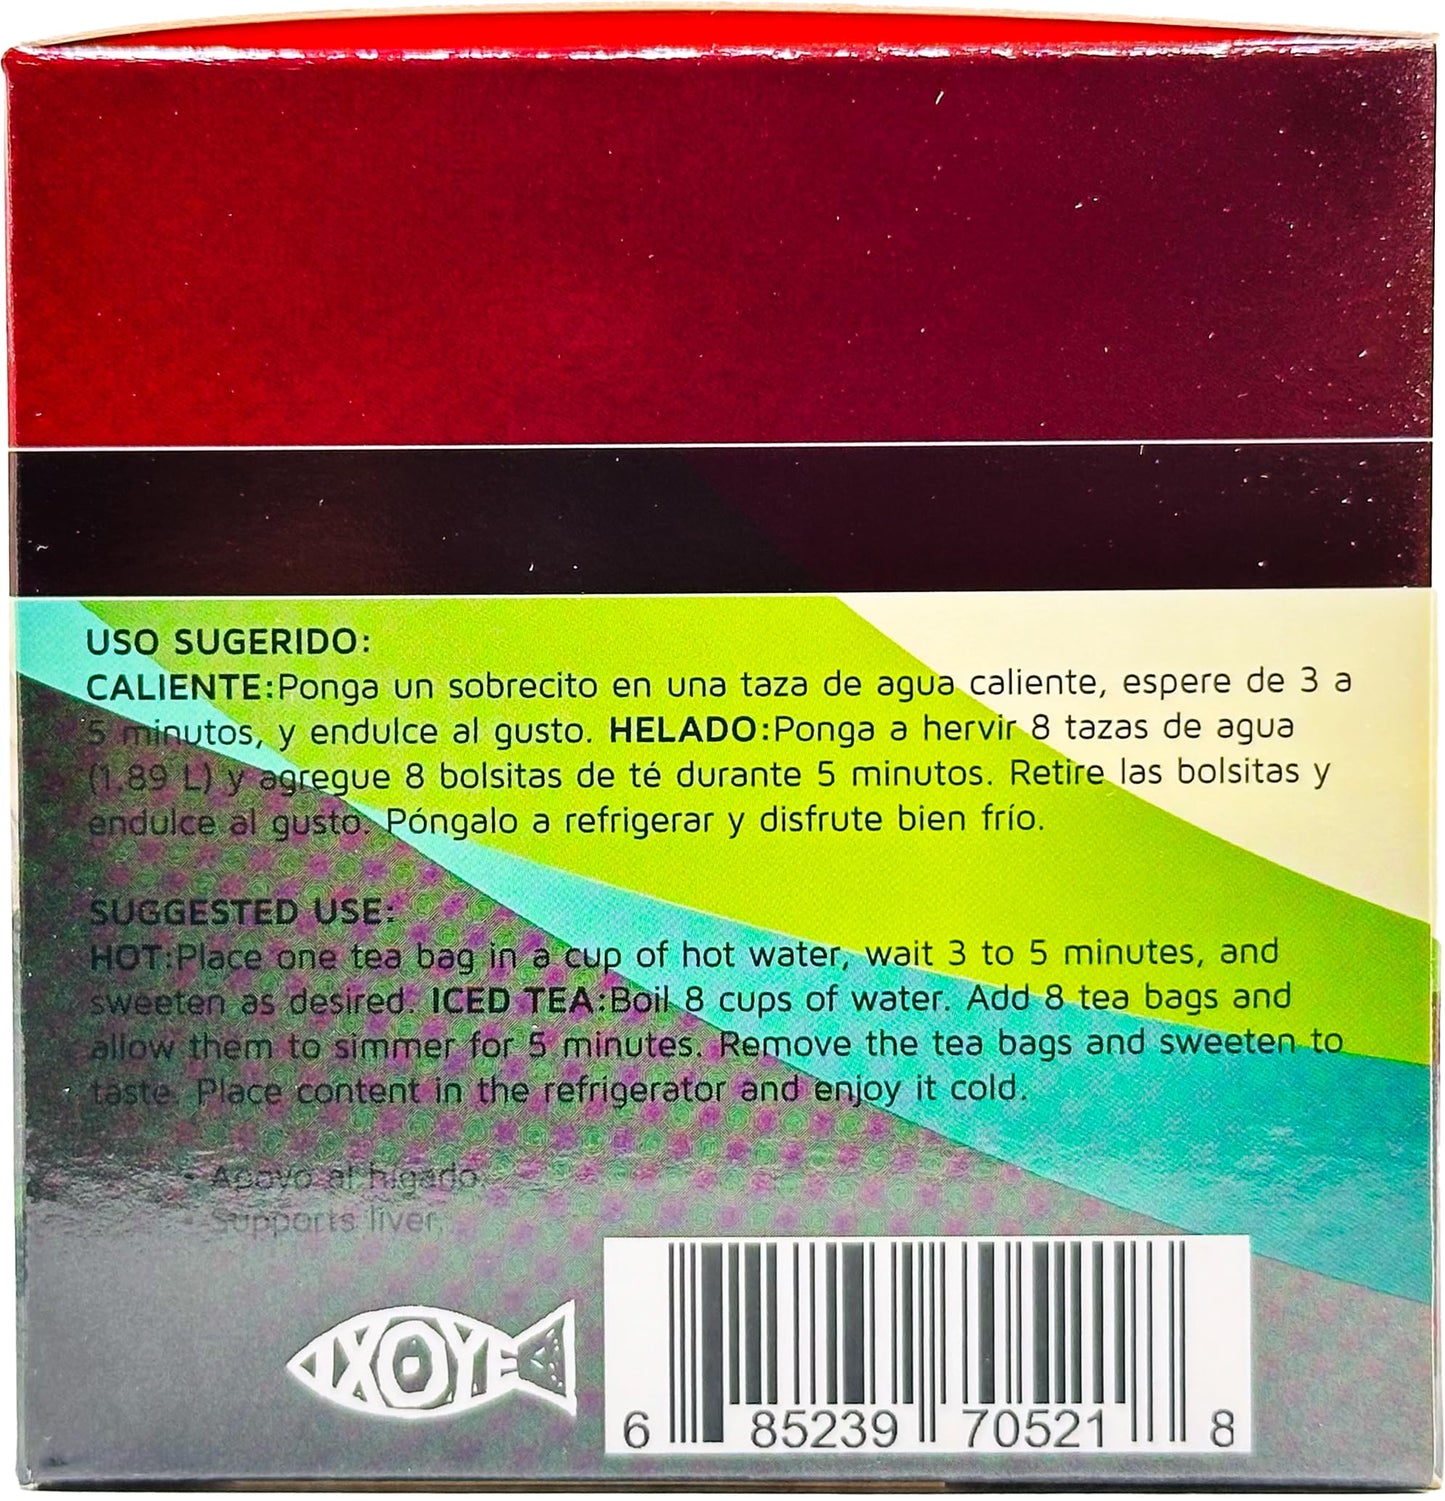 USO SUGERIDO:
CALIENTE:Ponga un sobrecito en una taza de agua caliente, espere de 3 a
5 minutos, y endulce al gusto. HELADO:Ponga a hervir 8 tazas de agua
(1.89 L) y agregue 8 bolsitas de té durante 5 minutos. Retire las bolsitas y
endulce al gusto. Póngalo a refrigerar y disfrute bien frío.
SUGGESTED USE:
HOT:Place one tea bag in a cup of hot water, wait 3 to 5 minutes, and
sweeten as desired. ICED TEA:Boil 8 cups of water. Add 8 tea bags and
allow them to simmer for 5 minutes. Remove the tea bags and sweeten to
taste. Place content in the refrigerator and enjoy it cold.
• Apoyo al hígado.
• Supports liver.
IXOYE
6 85239 70521 8